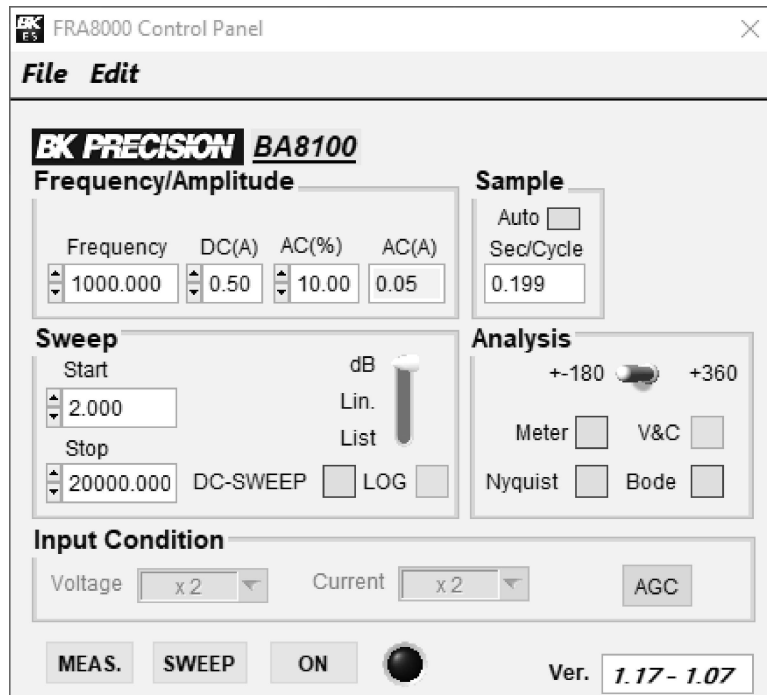 BK ES FRA8000 Control Panel
File Edit
BK PRECISION BA8100
Frequency/Amplitude
Frequency DC(A) AC(%) AC(A)
1000.000 0.50 10.00 0.05
Sample
Auto
Sec/Cycle
0.199
Sweep
Start
2.000
Stop
20000.000
dB
Lin.
List
DC-SWEEP LOG
Analysis
+-180 +360
Meter V&C
Nyquist Bode
Input Condition
Voltage x 2 Current x 2 AGC
MEAS. SWEEP ON Ver. 1.17 - 1.07